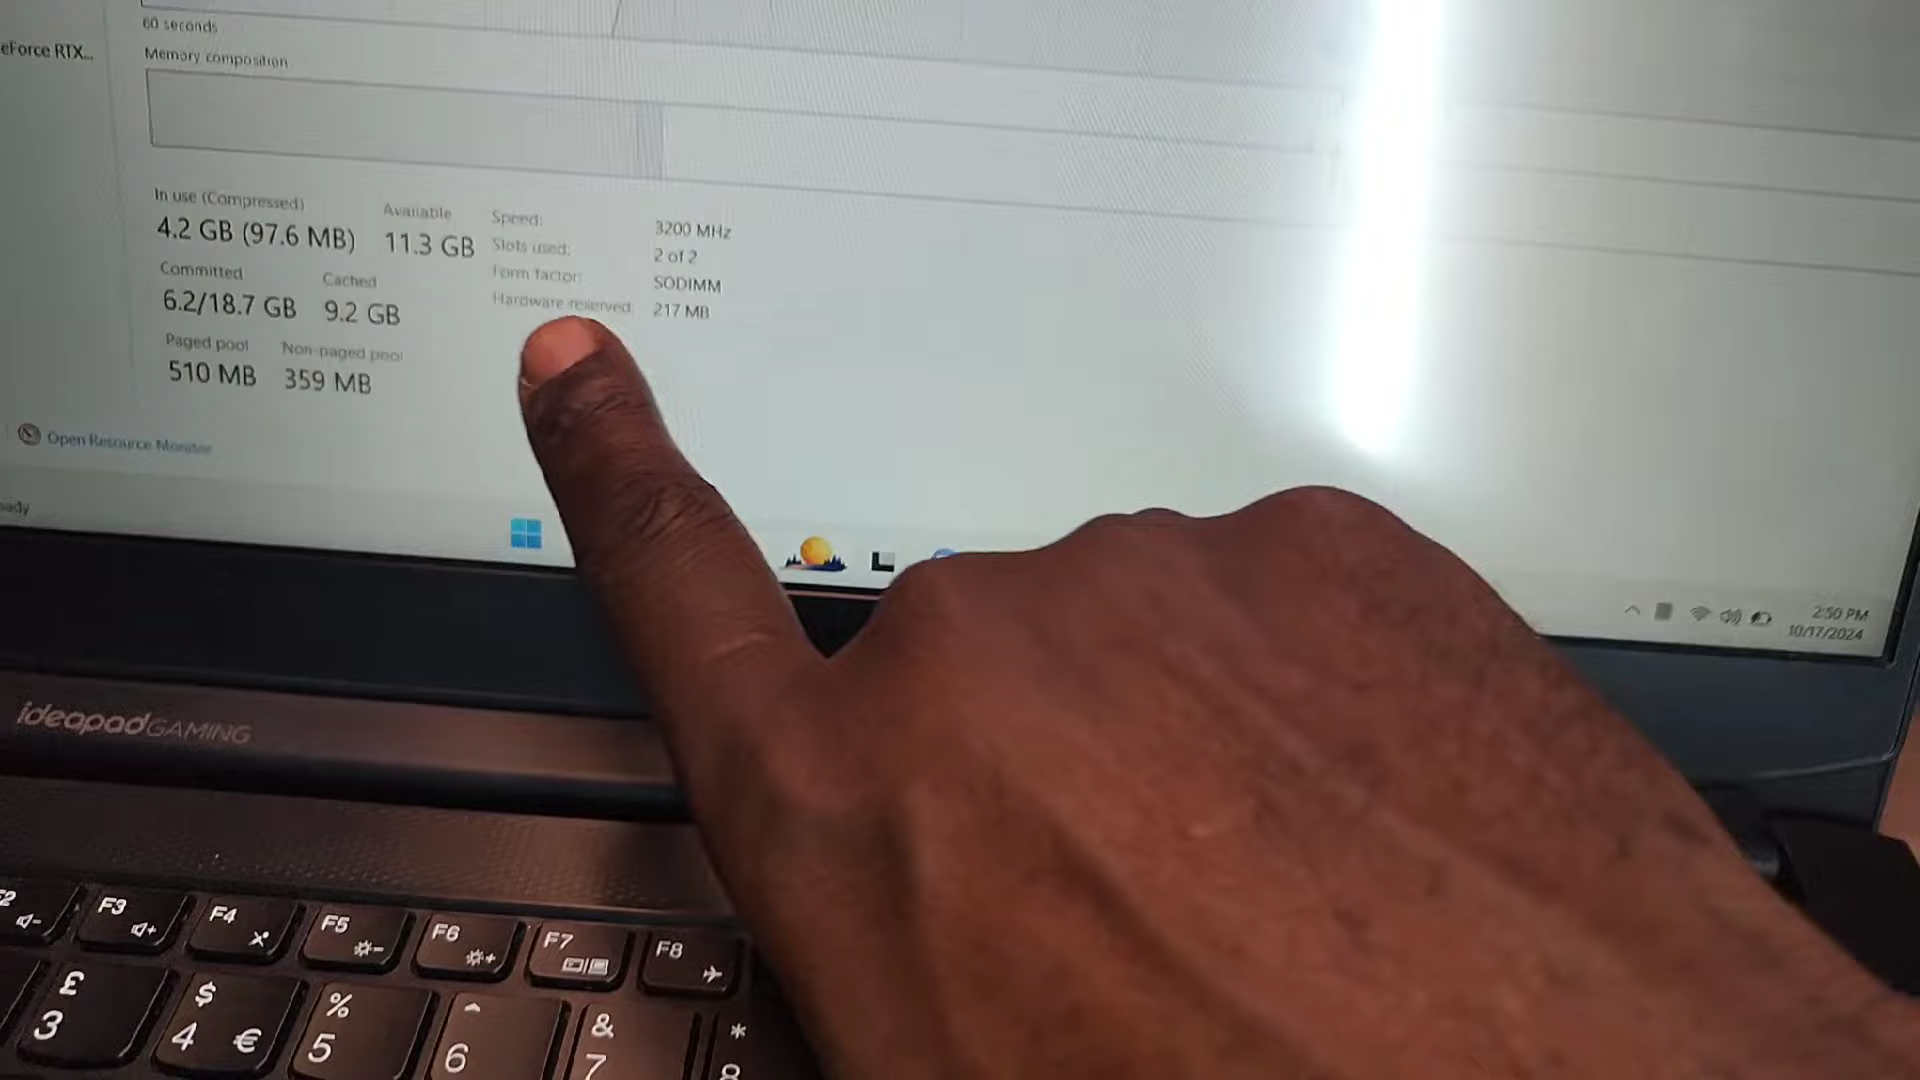 60 seconds
eForce RTX...
Memory composition
In use (Compressed)
4.2 GB (97.6 MB)
Available
11.3 GB
Speed: 3200 MHz
Slots used: 2 of 2
Form factor: SODIMM
Hardware reserved: 217 MB
Committed
6.2/18.7 GB
Cached
9.2 GB
Paged pool
510 MB
Non-paged pool
359 MB
Open Resource Monitor
eady
2:50 PM
10/17/2024
ideapad GAMING
F2 F3 F4 F5 F6 F7 F8
£ $ % ^ & *
3 4 € 5 6 7 8